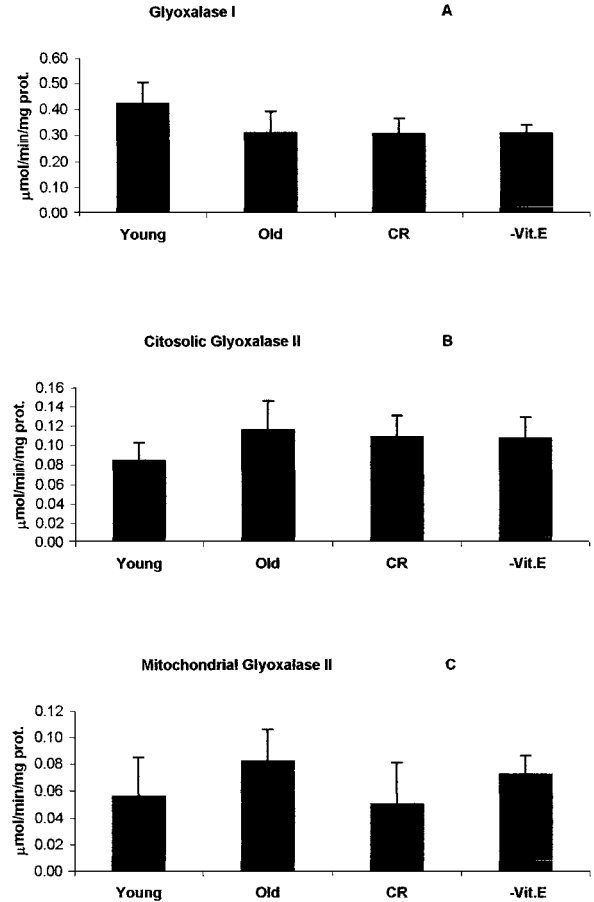 Glyoxalase I A
μmol/min/mg prot.
0.60
0.50
0.40
0.30
0.20
0.10
0.00
Young Old CR -Vit.E
Citosolic Glyoxalase II B
μmol/min/mg prot.
0.16
0.14
0.12
0.10
0.08
0.06
0.04
0.02
0.00
Young Old CR -Vit.E
Mitochondrial Glyoxalase II C
μmol/min/mg prot.
0.12
0.10
0.08
0.06
0.04
0.02
0.00
Young Old CR -Vit.E